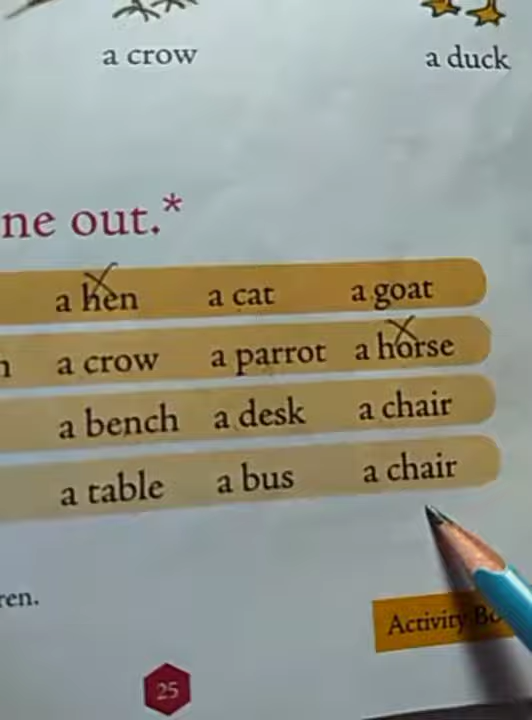 a crow a duck
ne out.*
a hen a cat a goat
a crow a parrot a horse
a bench a desk a chair
a table a bus a chair
ren.
Activity
25